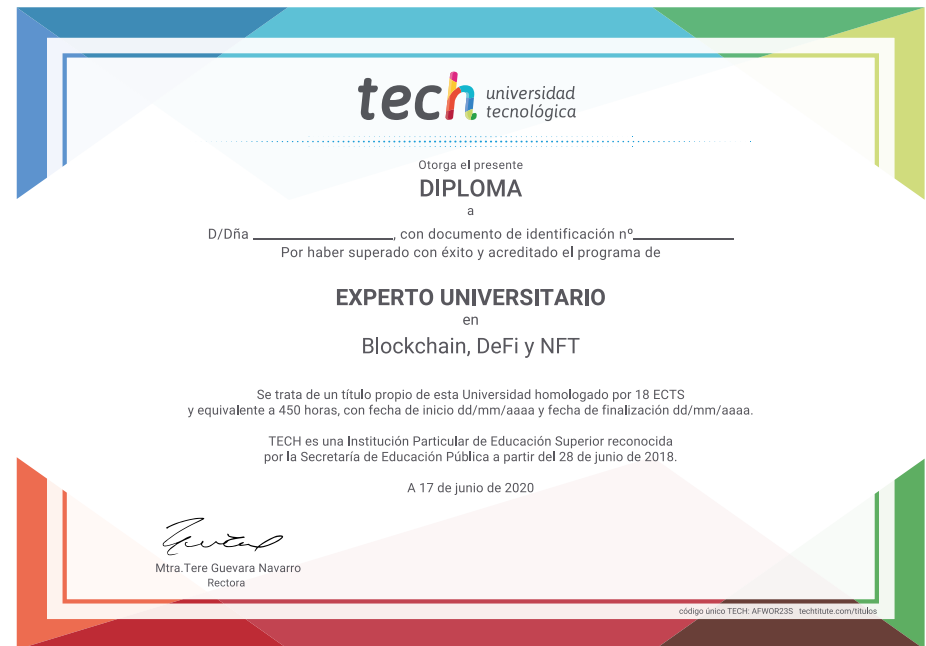 tech universidad
tecnológica
Otorga el presente
DIPLOMA
a
D/Dña ____________________, con documento de identificación nº______________
Por haber superado con éxito y acreditado el programa de
EXPERTO UNIVERSITARIO
en
Blockchain, DeFi y NFT
Se trata de un título propio de esta Universidad homologado por 18 ECTS
y equivalente a 450 horas, con fecha de inicio dd/mm/aaaa y fecha de finalización dd/mm/aaaa.
TECH es una Institución Particular de Educación Superior reconocida
por la Secretaría de Educación Pública a partir del 28 de junio de 2018.
A 17 de junio de 2020
Mtra.Tere Guevara Navarro
Rectora
código único TECH: AFWOR23S techtitute.com/titulos